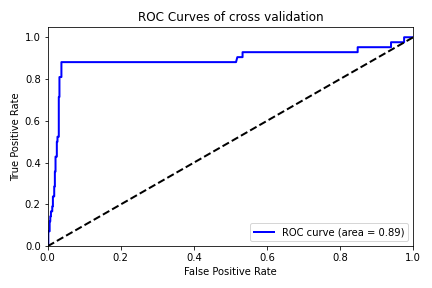 ROC Curves of cross validation
True Positive Rate
1.0
0.8
0.6
0.4
0.2
0.0
ROC curve (area = 0.89)
0.0 0.2 0.4 0.6 0.8 1.0
False Positive Rate